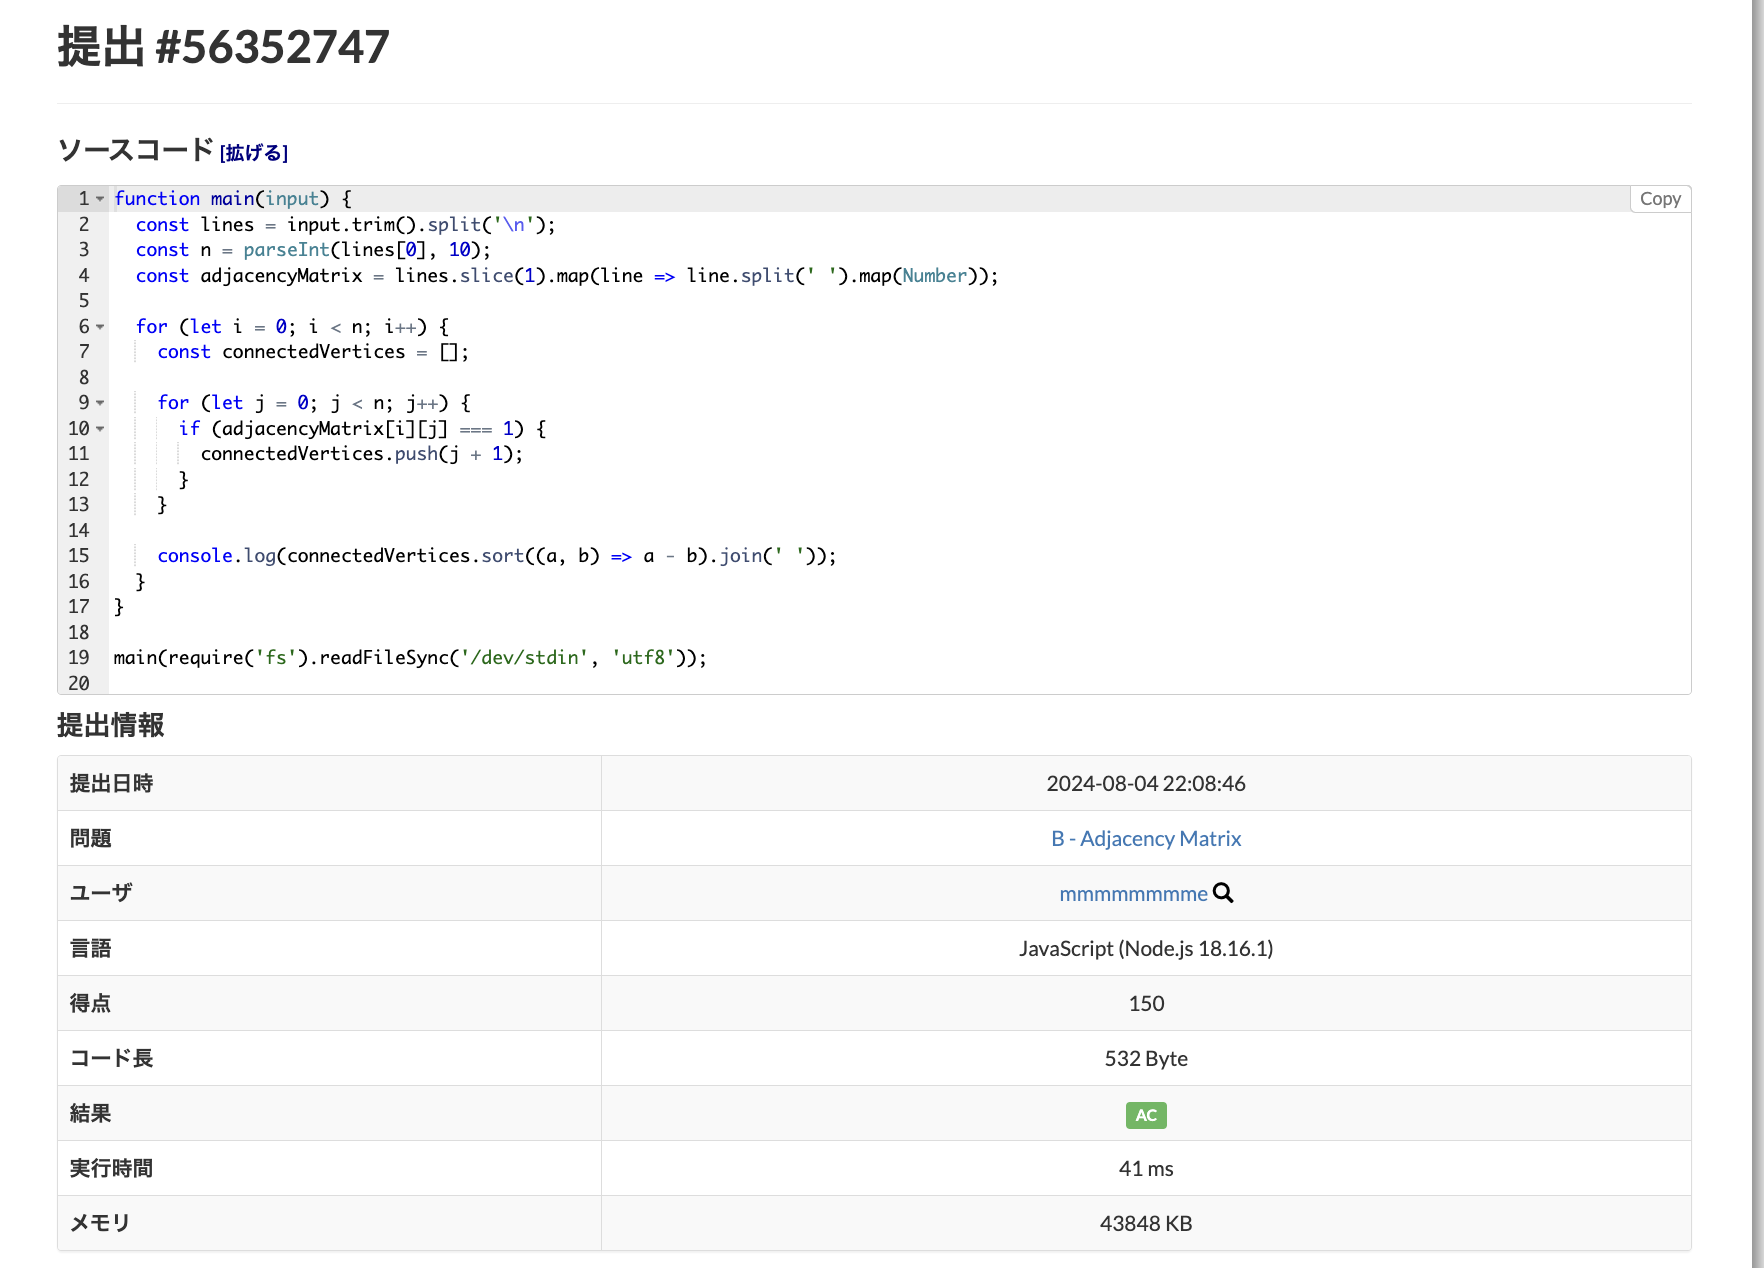 提出 #56352747
ソースコード [拡げる]
Copy
1 function main(input) {
2   const lines = input.trim().split('\n');
3   const n = parseInt(lines[0], 10);
4   const adjacencyMatrix = lines.slice(1).map(line => line.split(' ').map(Number));
5
6   for (let i = 0; i < n; i++) {
7     const connectedVertices = [];
8
9     for (let j = 0; j < n; j++) {
10       if (adjacencyMatrix[i][j] === 1) {
11         connectedVertices.push(j + 1);
12       }
13     }
14
15     console.log(connectedVertices.sort((a, b) => a - b).join(' '));
16   }
17 }
18
19 main(require('fs').readFileSync('/dev/stdin', 'utf8'));
20
提出情報
提出日時 2024-08-04 22:08:46
問題 B - Adjacency Matrix
ユーザ mmmmmmmme
言語 JavaScript (Node.js 18.16.1)
得点 150
コード長 532 Byte
結果 AC
実行時間 41 ms
メモリ 43848 KB